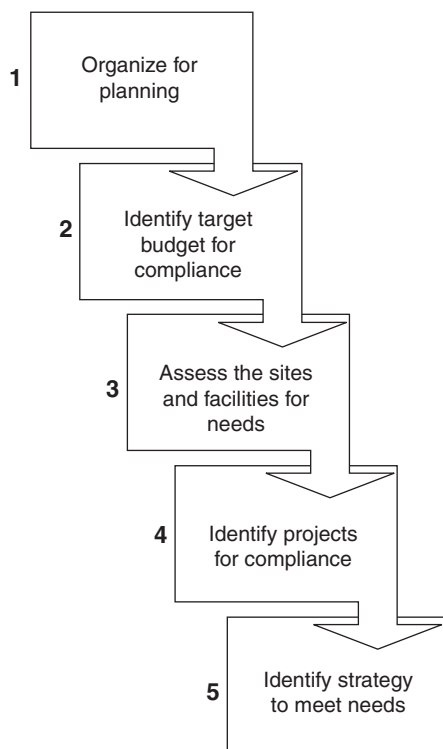 1
Organize for
planning
2
Identify target
budget for
compliance
3
Assess the sites
and facilities for
needs
4
Identify projects
for compliance
5
Identify strategy
to meet needs